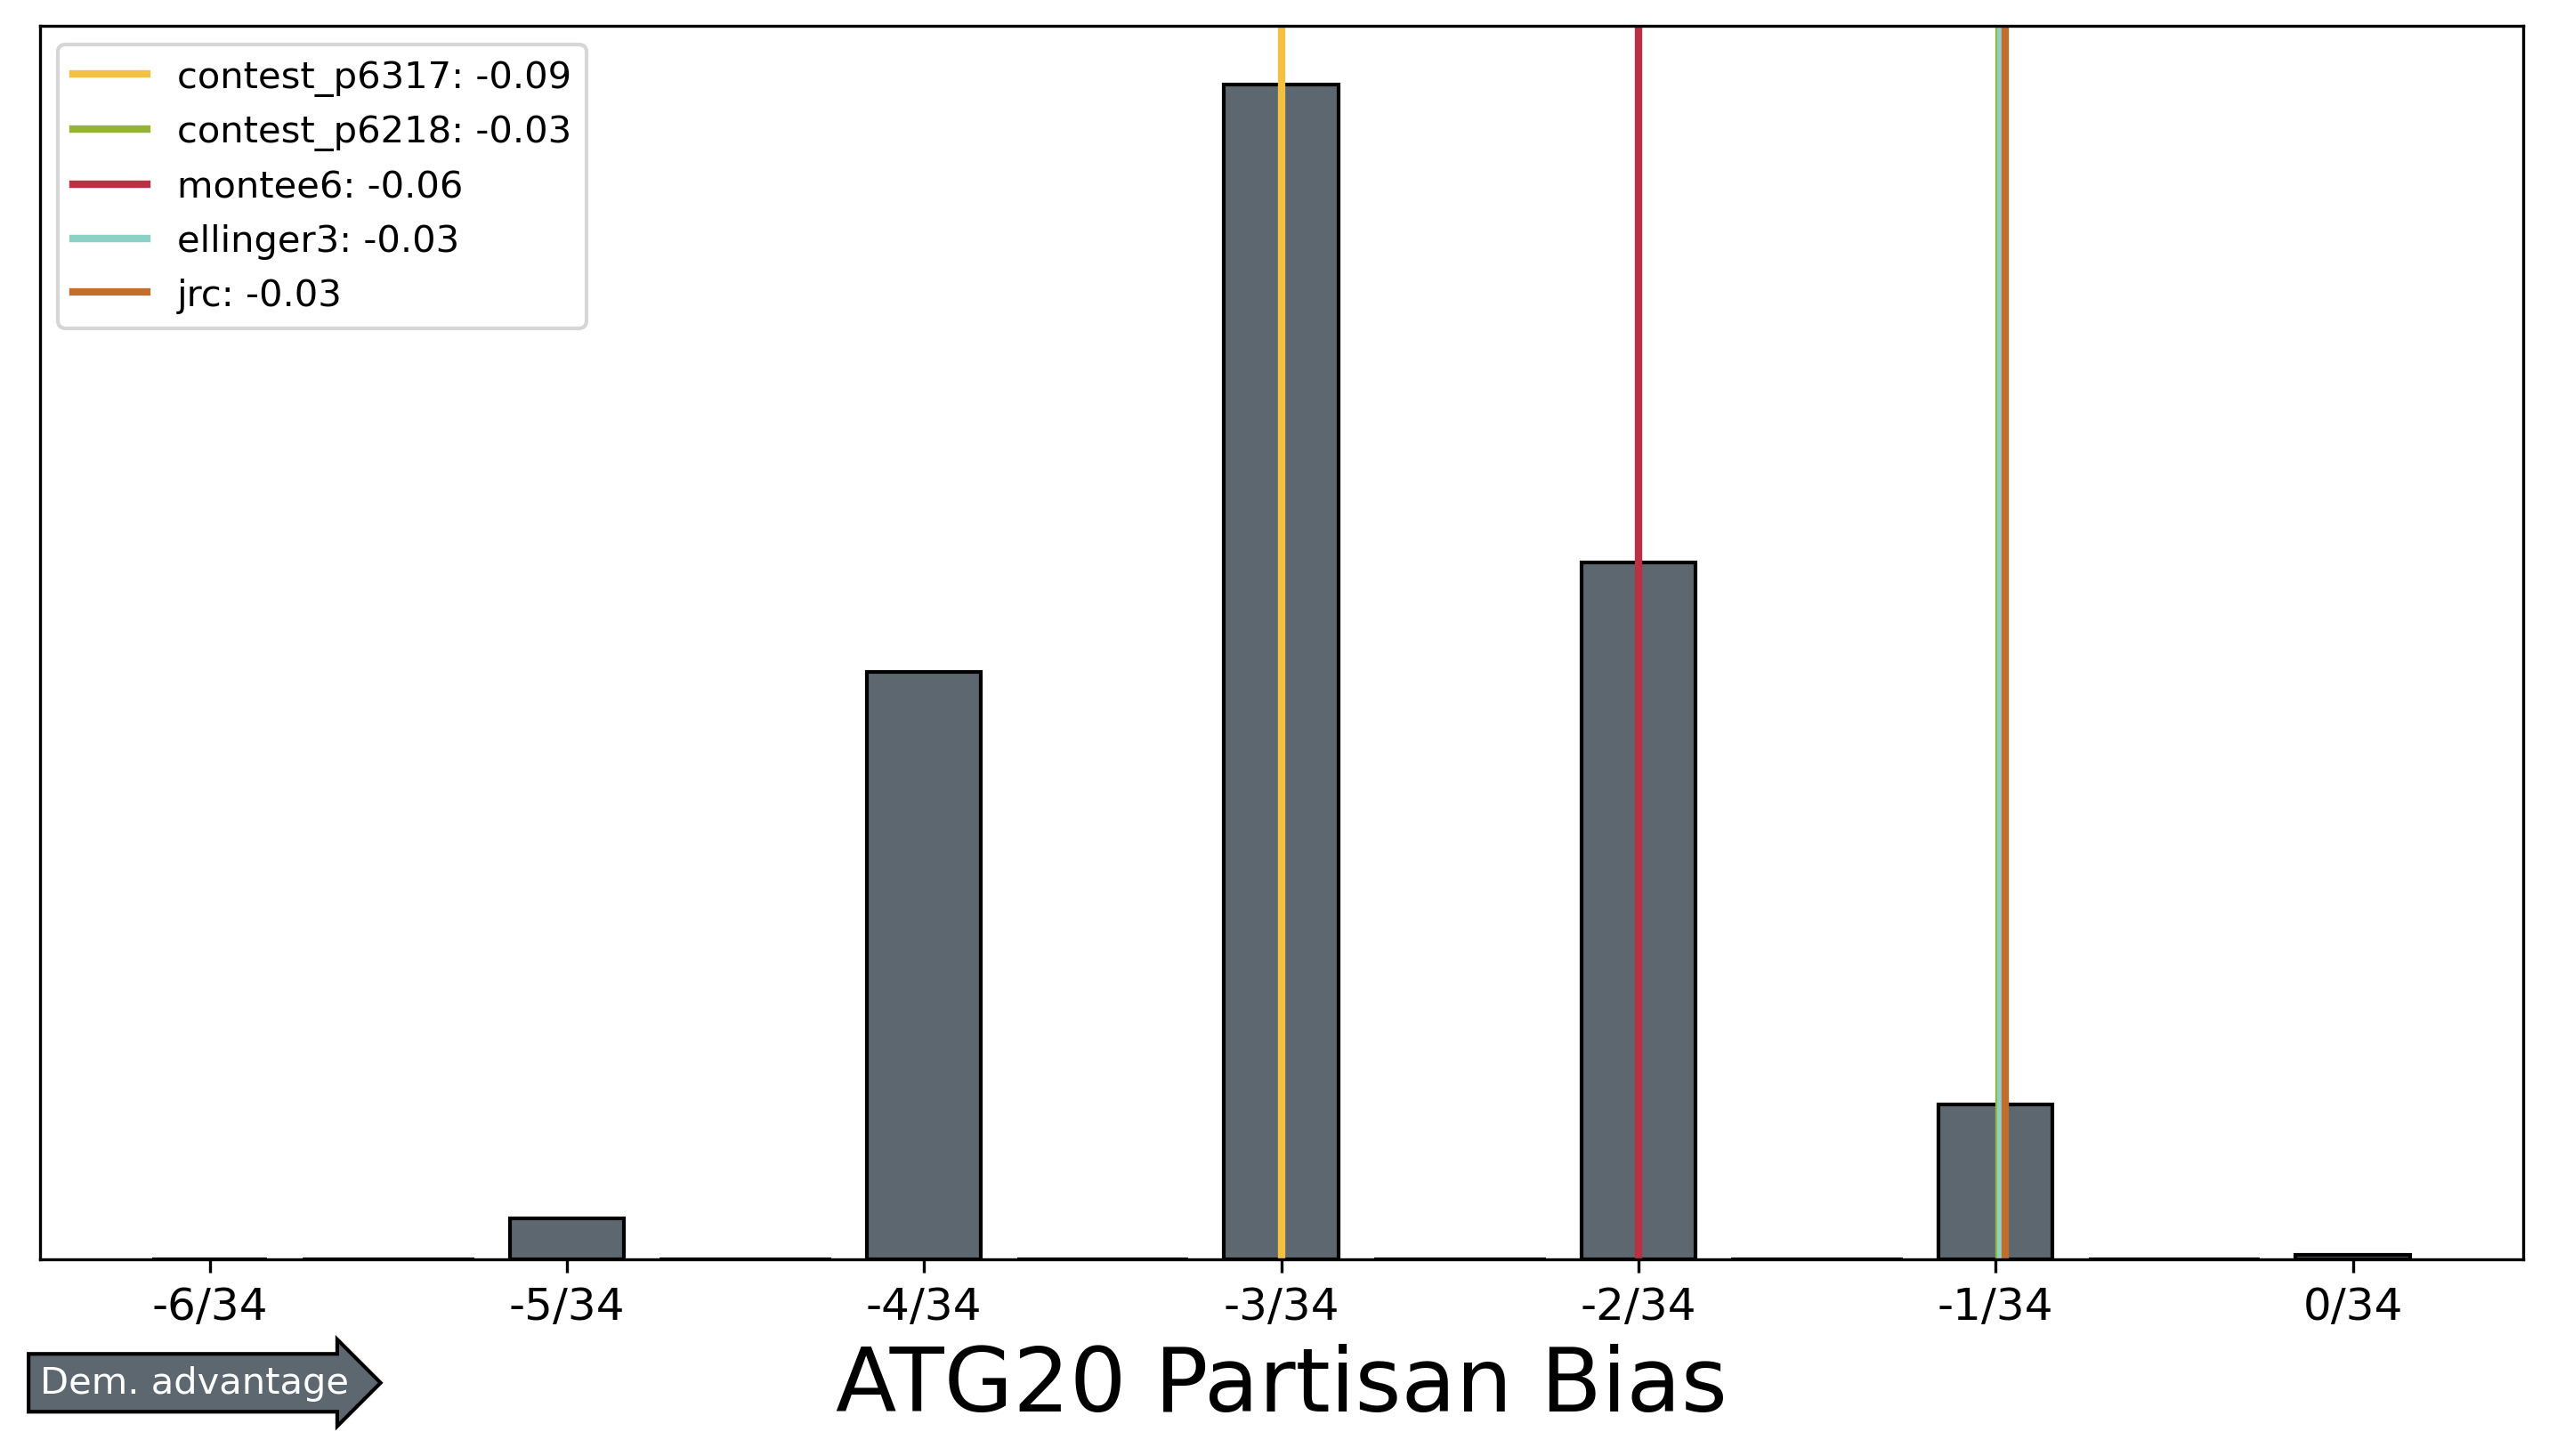 contest_p6317: -0.09
contest_p6218: -0.03
montee6: -0.06
ellinger3: -0.03
jrc: -0.03
-6/34 -5/34 -4/34 -3/34 -2/34 -1/34 0/34
Dem. advantage
ATG20 Partisan Bias